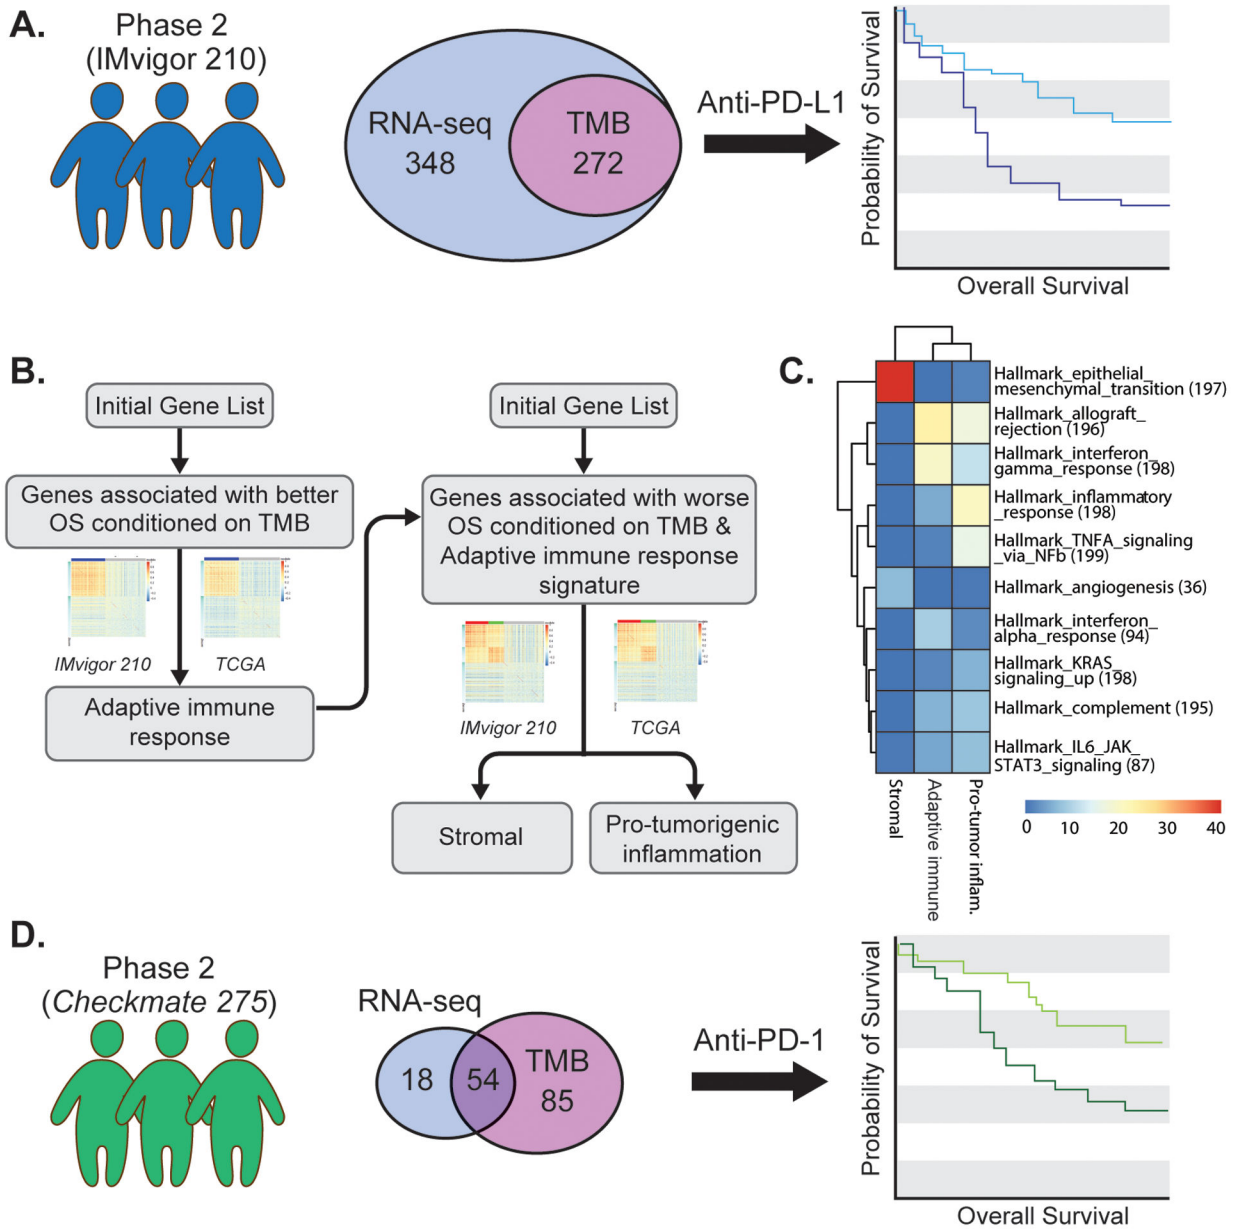 A.
Phase 2
(IMvigor 210)
RNA-seq
348
TMB
272
Anti-PD-L1
Probability of Survival
Overall Survival
B.
Initial Gene List
Genes associated with better
OS conditioned on TMB
IMvigor 210
TCGA
Adaptive immune
response
Initial Gene List
Genes associated with worse
OS conditioned on TMB &
Adaptive immune response
signature
IMvigor 210
TCGA
Stromal
Pro-tumorigenic
inflammation
C.
Hallmark_epithelial_
mesenchymal_transition (197)
Hallmark_allograft_
rejection (196)
Hallmark_interferon_
gamma_response (198)
Hallmark_inflammatory
_response (198)
Hallmark_TNFA_signaling
_via_NFb (199)
Hallmark_angiogenesis (36)
Hallmark_interferon_
alpha_response (94)
Hallmark_KRAS_
signaling_up (198)
Hallmark_complement (195)
Hallmark_IL6_JAK_
STAT3_signaling (87)
Stromal
Adaptive immune
Pro-tumor inflam.
0 10 20 30 40
D.
Phase 2
(Checkmate 275)
RNA-seq
18
54
TMB
85
Anti-PD-1
Probability of Survival
Overall Survival